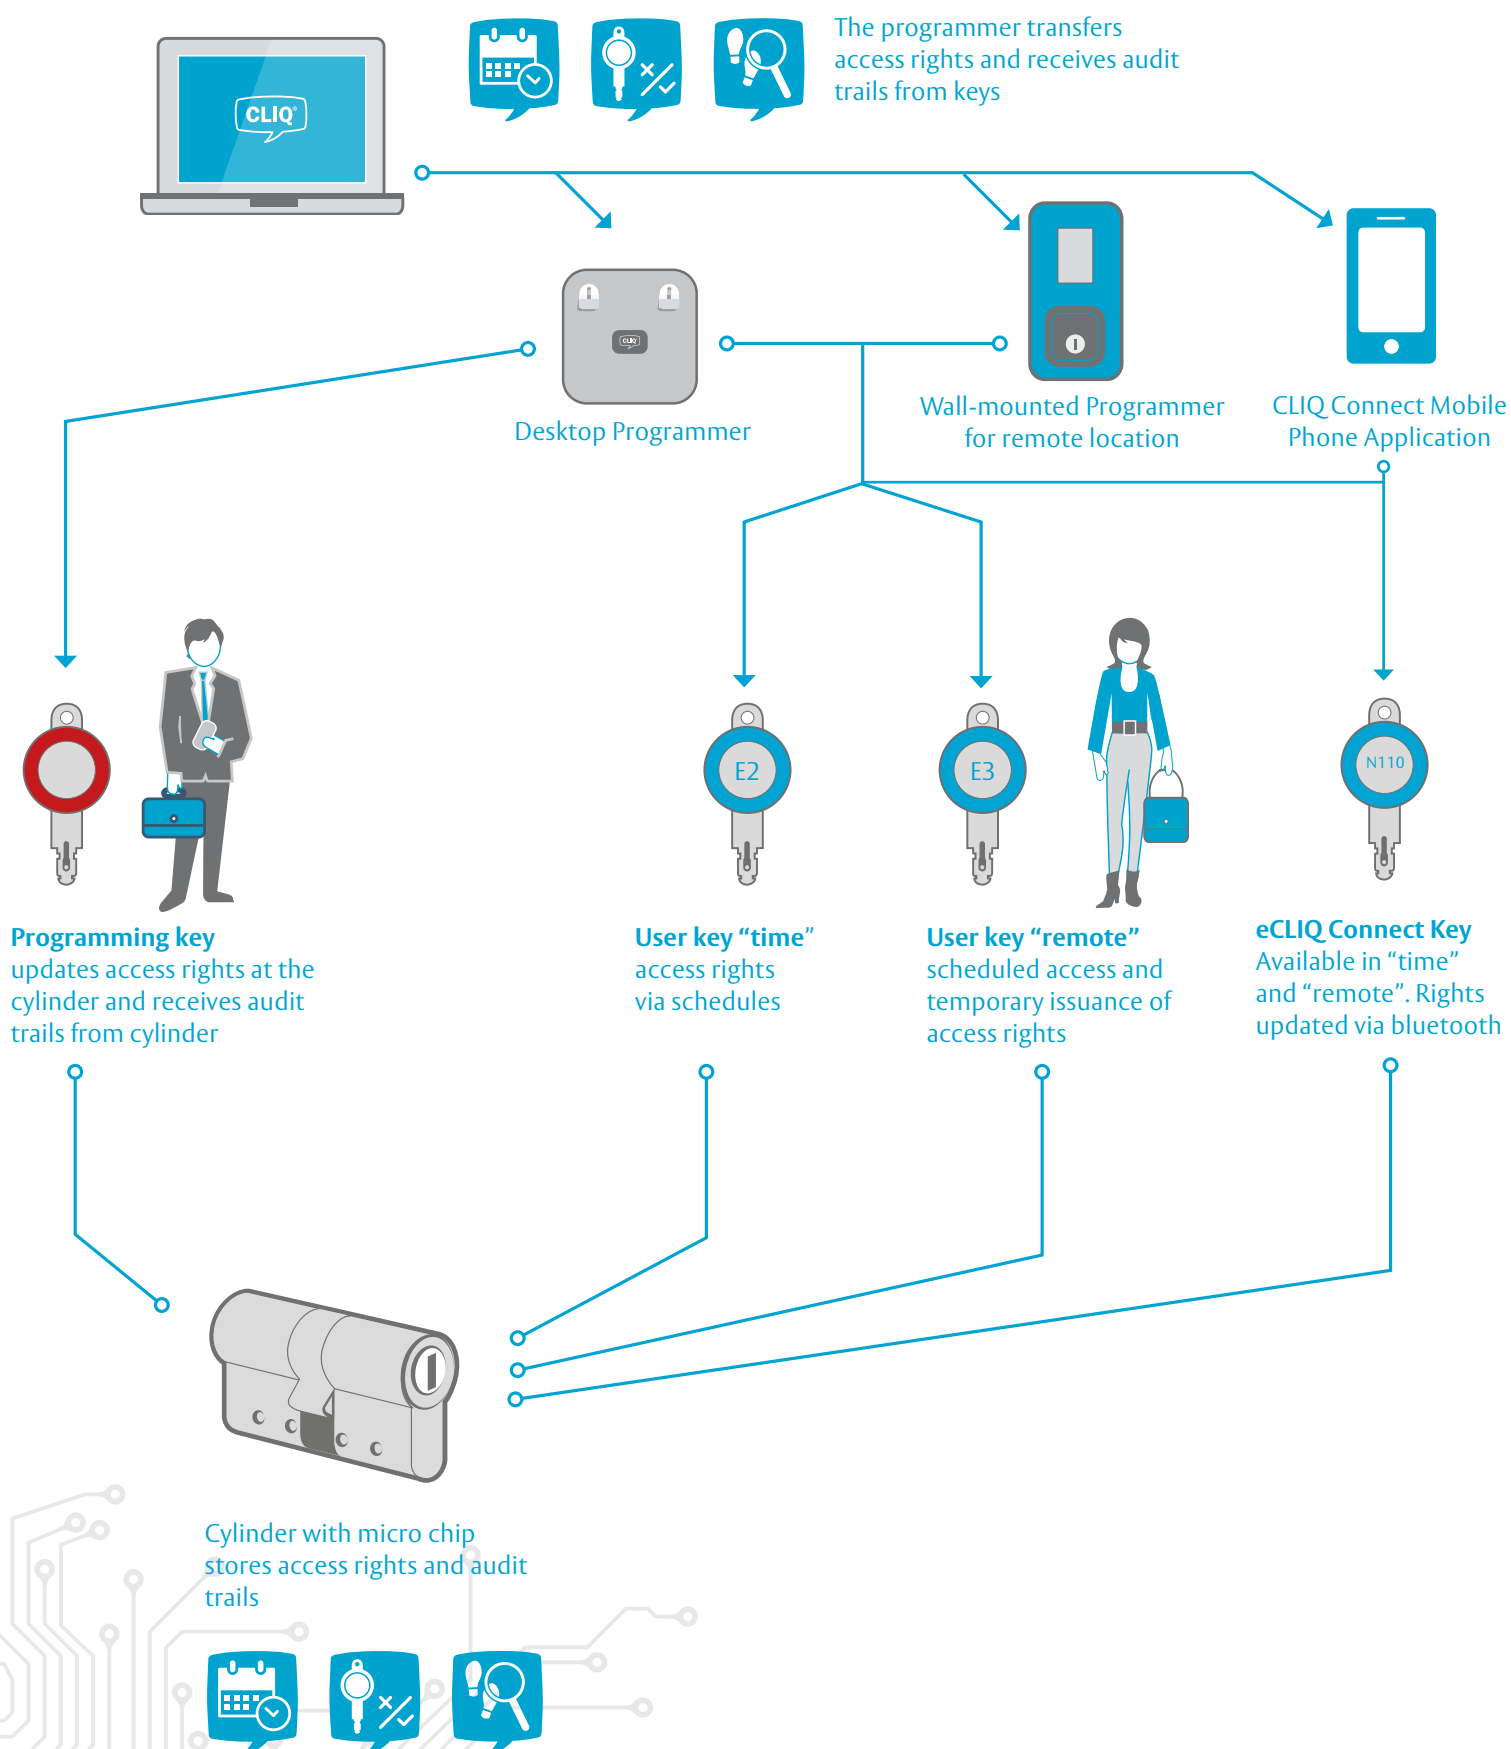 The programmer transfers
access rights and receives audit
trails from keys
CLIQ®
CLIQ
Desktop Programmer
Wall-mounted Programmer
for remote location
CLIQ Connect Mobile
Phone Application
E2
E3
N110
Programming key
updates access rights at the
cylinder and receives audit
trails from cylinder
User key “time”
access rights
via schedules
User key “remote”
scheduled access and
temporary issuance of
access rights
eCLIQ Connect Key
Available in “time”
and “remote”. Rights
updated via bluetooth
Cylinder with micro chip
stores access rights and audit
trails